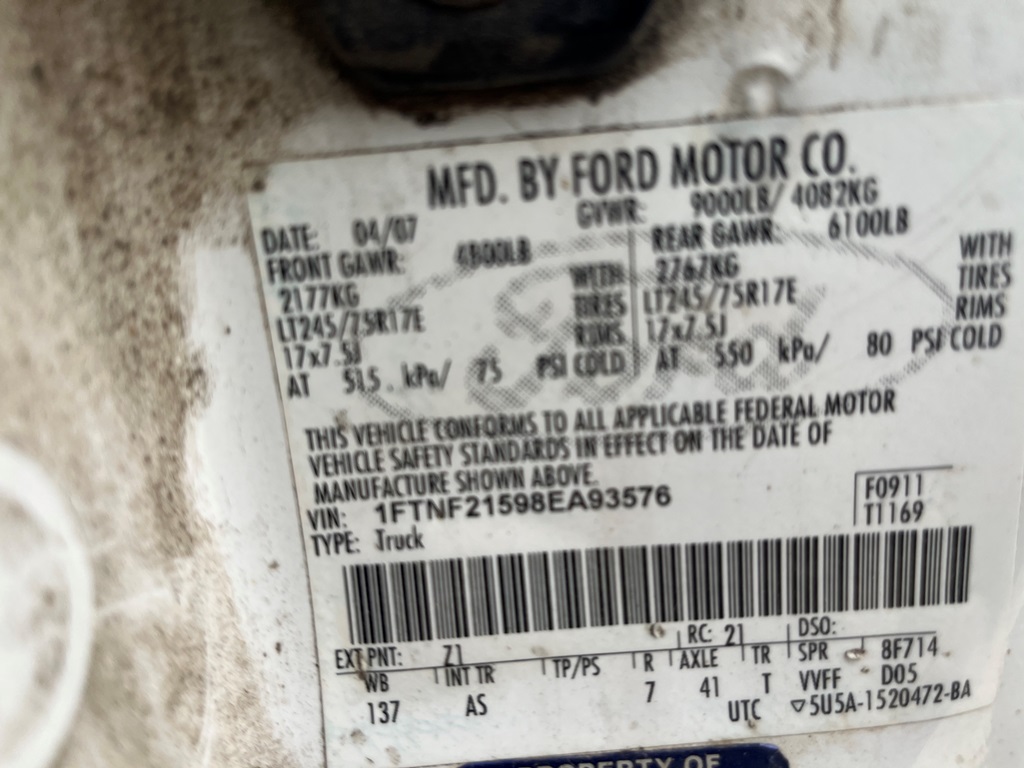 MFD. BY FORD MOTOR CO.
DATE: 04/07 GVWR: 9000LB/ 4082KG
FRONT GAWR: 4800LB REAR GAWR: 6100LB
2177KG WITH 2767KG WITH
LT245/75R17E TIRES LT245/75R17E TIRES
17x7.5J RIMS 17x7.5J RIMS
AT 515 kPa/ 75 PSI COLD AT 550 kPa/ 80 PSI COLD
THIS VEHICLE CONFORMS TO ALL APPLICABLE FEDERAL MOTOR
VEHICLE SAFETY STANDARDS IN EFFECT ON THE DATE OF
MANUFACTURE SHOWN ABOVE.
VIN: 1FTNF21598EA93576 F0911
TYPE: Truck T1169
EXT PNT: Z1 RC: 21 DSO:
WB INT TR TP/PS R AXLE TR SPR 8F714
137 AS 7 41 T VVFF D05
UTC ▽5U5A-1520472-BA
PROPERTY OF